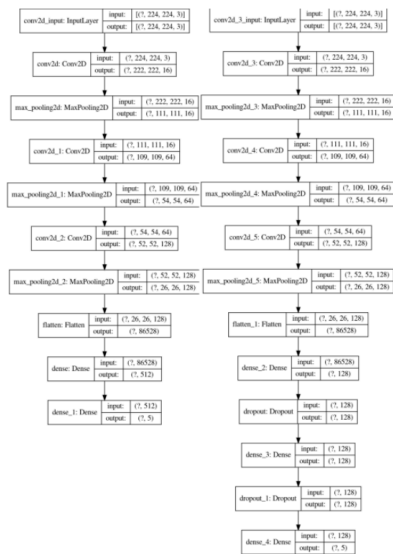 conv2d_input: InputLayer
input: [(?, 224, 224, 3)]
output: [(?, 224, 224, 3)]
conv2d: Conv2D
input: (?, 224, 224, 3)
output: (?, 222, 222, 16)
max_pooling2d: MaxPooling2D
input: (?, 222, 222, 16)
output: (?, 111, 111, 16)
conv2d_1: Conv2D
input: (?, 111, 111, 16)
output: (?, 109, 109, 64)
max_pooling2d_1: MaxPooling2D
input: (?, 109, 109, 64)
output: (?, 54, 54, 64)
conv2d_2: Conv2D
input: (?, 54, 54, 64)
output: (?, 52, 52, 128)
max_pooling2d_2: MaxPooling2D
input: (?, 52, 52, 128)
output: (?, 26, 26, 128)
flatten: Flatten
input: (?, 26, 26, 128)
output: (?, 86528)
dense: Dense
input: (?, 86528)
output: (?, 512)
dense_1: Dense
input: (?, 512)
output: (?, 5)
conv2d_3_input: InputLayer
input: [(?, 224, 224, 3)]
output: [(?, 224, 224, 3)]
conv2d_3: Conv2D
input: (?, 224, 224, 3)
output: (?, 222, 222, 16)
max_pooling2d_3: MaxPooling2D
input: (?, 222, 222, 16)
output: (?, 111, 111, 16)
conv2d_4: Conv2D
input: (?, 111, 111, 16)
output: (?, 109, 109, 64)
max_pooling2d_4: MaxPooling2D
input: (?, 109, 109, 64)
output: (?, 54, 54, 64)
conv2d_5: Conv2D
input: (?, 54, 54, 64)
output: (?, 52, 52, 128)
max_pooling2d_5: MaxPooling2D
input: (?, 52, 52, 128)
output: (?, 26, 26, 128)
flatten_1: Flatten
input: (?, 26, 26, 128)
output: (?, 86528)
dense_2: Dense
input: (?, 86528)
output: (?, 128)
dropout: Dropout
input: (?, 128)
output: (?, 128)
dense_3: Dense
input: (?, 128)
output: (?, 128)
dropout_1: Dropout
input: (?, 128)
output: (?, 128)
dense_4: Dense
input: (?, 128)
output: (?, 5)